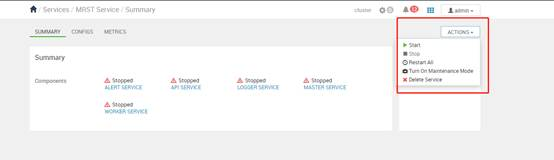 / Services / MRST Service / Summary
cluster
admin
SUMMARY CONFIGS METRICS
ACTIONS
Start
Stop
Restart All
Turn On Maintenance Mode
Delete Service
Summary
Components
Stopped
ALERT SERVICE
Stopped
API SERVICE
Stopped
LOGGER SERVICE
Stopped
MASTER SERVICE
Stopped
WORKER SERVICE